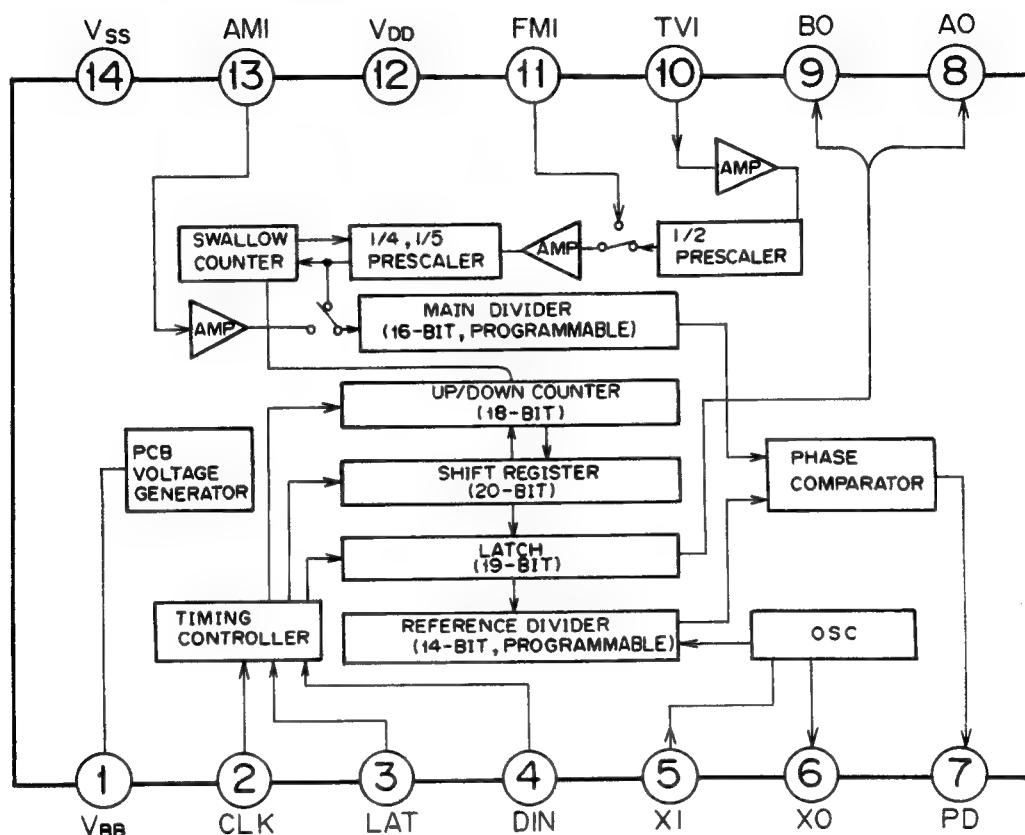 VSS AMI VDD FMI TVI BO AO
14 13 12 11 10 9 8
AMP
SWALLOW
COUNTER
1/4, 1/5
PRESCALER
AMP
1/2
PRESCALER
AMP
MAIN DIVIDER
(16-BIT, PROGRAMMABLE)
UP/DOWN COUNTER
(18-BIT)
PCB
VOLTAGE
GENERATOR
SHIFT REGISTER
(20-BIT)
PHASE
COMPARATOR
LATCH
(19-BIT)
TIMING
CONTROLLER
REFERENCE DIVIDER
(14-BIT, PROGRAMMABLE)
OSC
1 2 3 4 5 6 7
VBB CLK LAT DIN XI XO PD